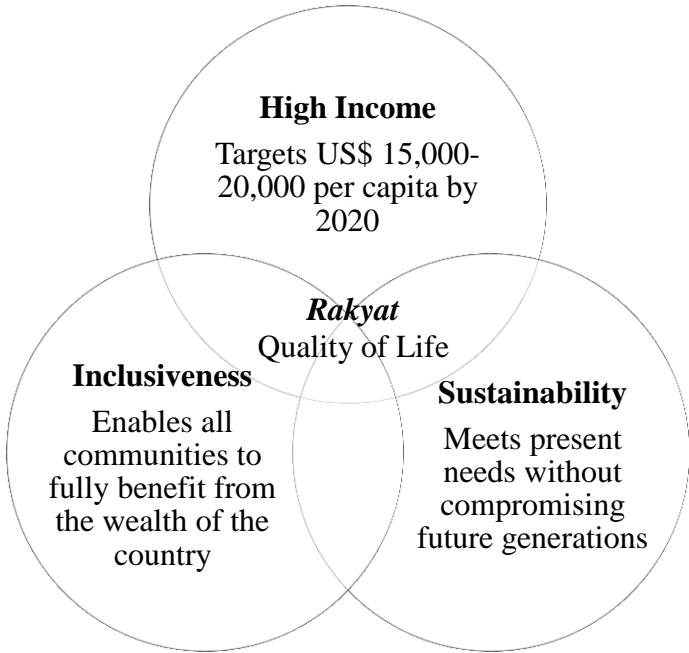 High Income
Targets US$ 15,000-
20,000 per capita by
2020
Rakyat
Quality of Life
Inclusiveness
Enables all
communities to
fully benefit from
the wealth of the
country
Sustainability
Meets present
needs without
compromising
future generations